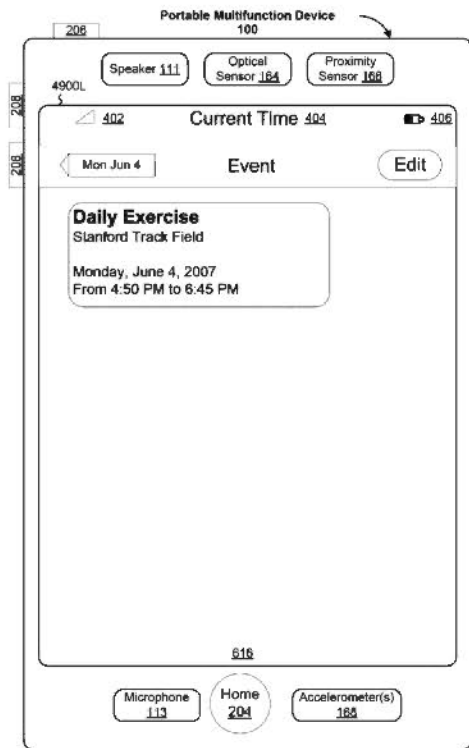 Portable Multifunction Device
100
206
Speaker 111
Optical
Sensor 164
Proximity
Sensor 166
208
4900L
402
Current Time 404
406
208
Mon Jun 4
Event
Edit
Daily Exercise
Stanford Track Field
Monday, June 4, 2007
From 4:50 PM to 6:45 PM
616
Microphone
113
Home
204
Accelerometer(s)
168